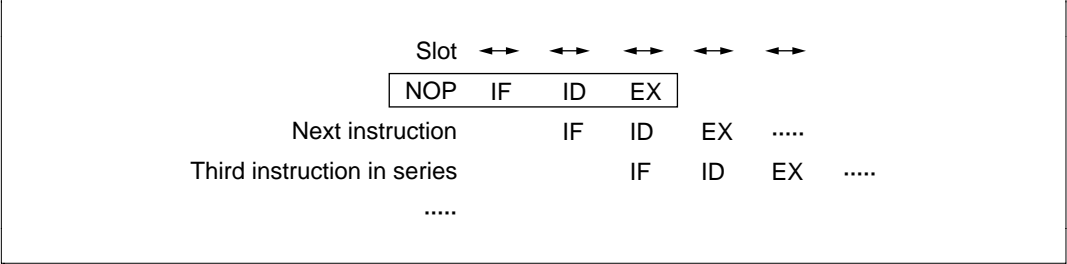 Slot
NOP IF ID EX
Next instruction IF ID EX .....
Third instruction in series IF ID EX .....
.....